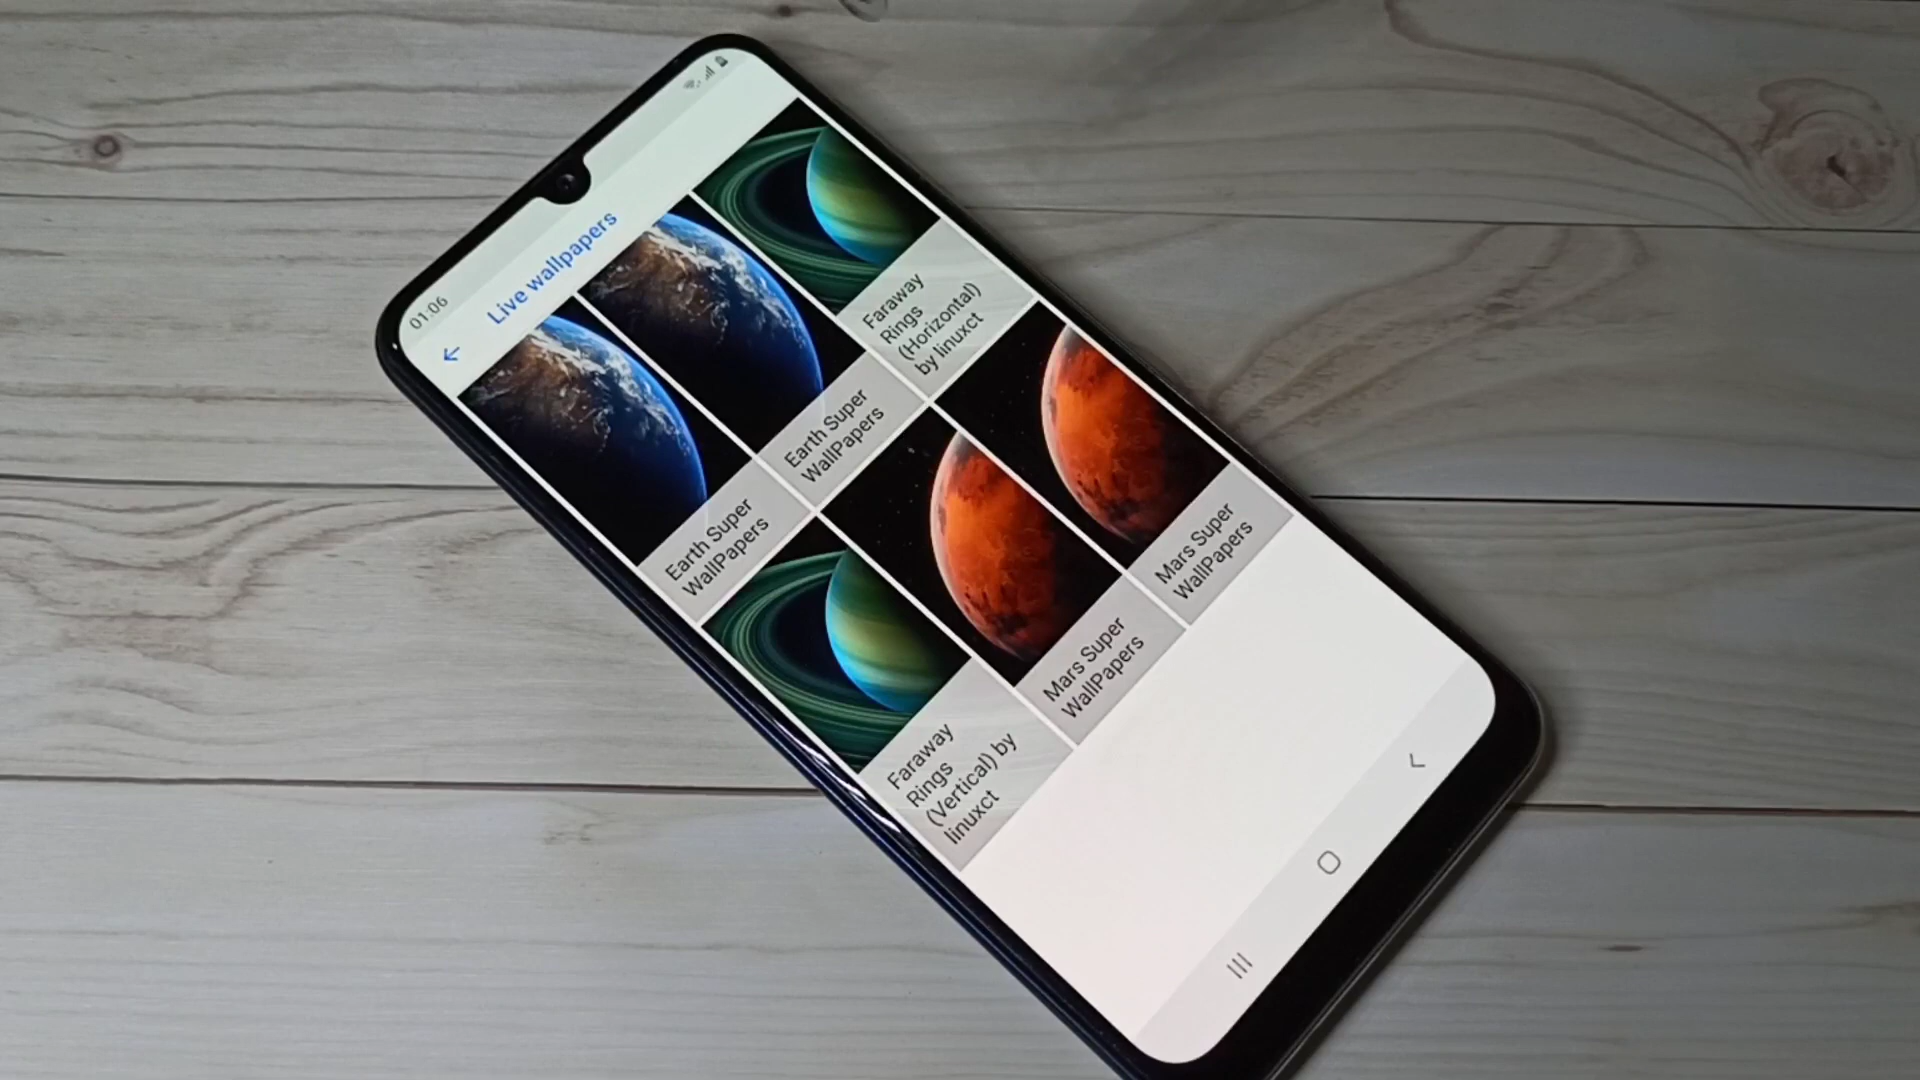 01:06
Live wallpapers
Earth Super
WallPapers
Earth Super
WallPapers
Faraway
Rings
(Horizontal)
by linuxct
Faraway
Rings
(Vertical) by
linuxct
Mars Super
WallPapers
Mars Super
WallPapers